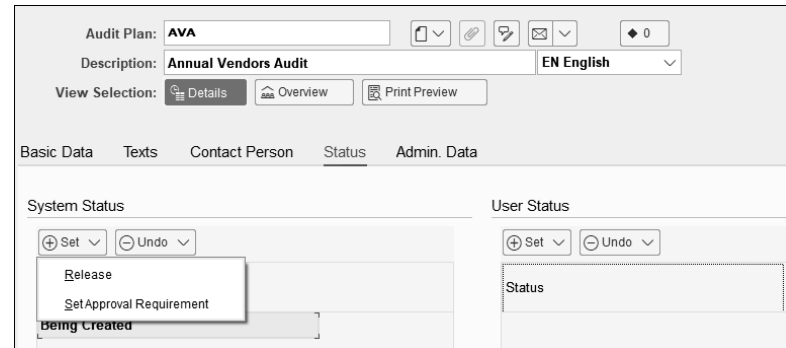 Audit Plan: AVA 0
Description: Annual Vendors Audit EN English
View Selection: Details Overview Print Preview
Basic Data Texts Contact Person Status Admin. Data
System Status User Status
Set Undo Set Undo
Release
Status
Set Approval Requirement
Being Created